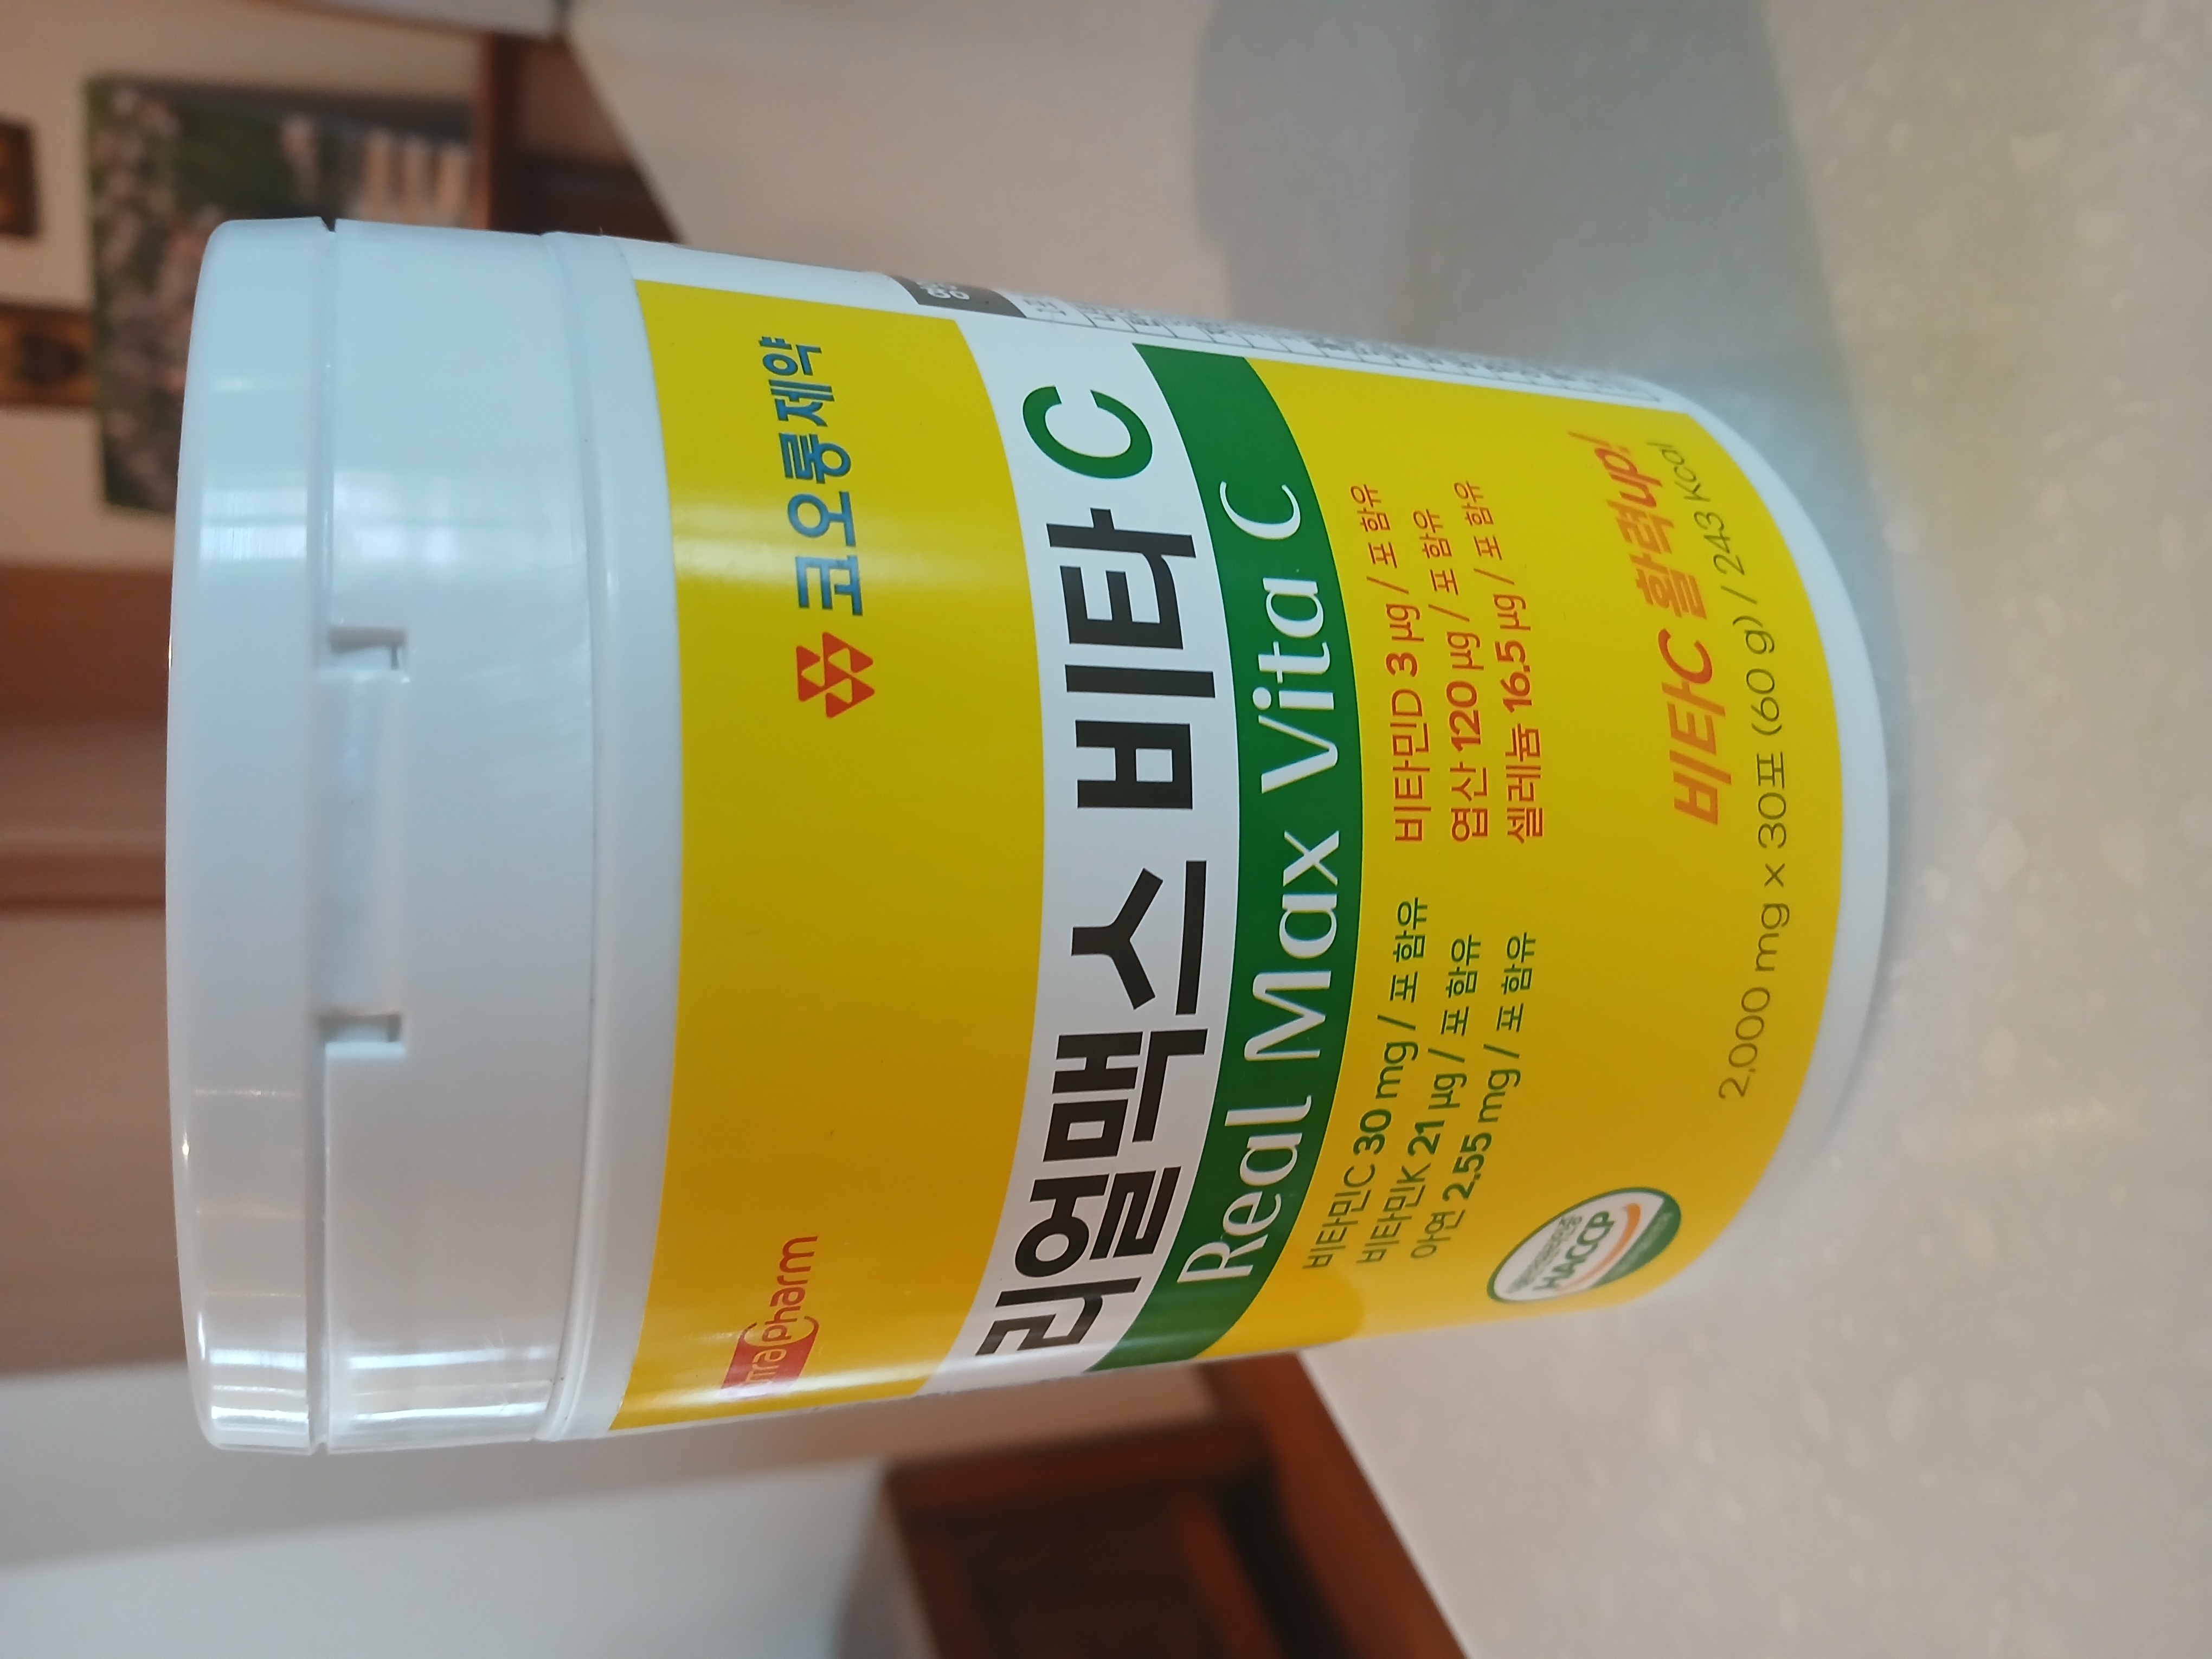 Pharm
코오롱제약
리얼맥스 비타C
Real Max Vita C
비타민C 30 mg / 포 함유
비타민K 21 µg / 포 함유
아연 2.55 mg / 포 함유
비타민D 3 µg / 포 함유
엽산 120 µg / 포 함유
셀레늄 16.5 µg / 포 함유
HACCP
비타C 활력up!
2,000 mg x 30포 (60 g) / 243 Kcal